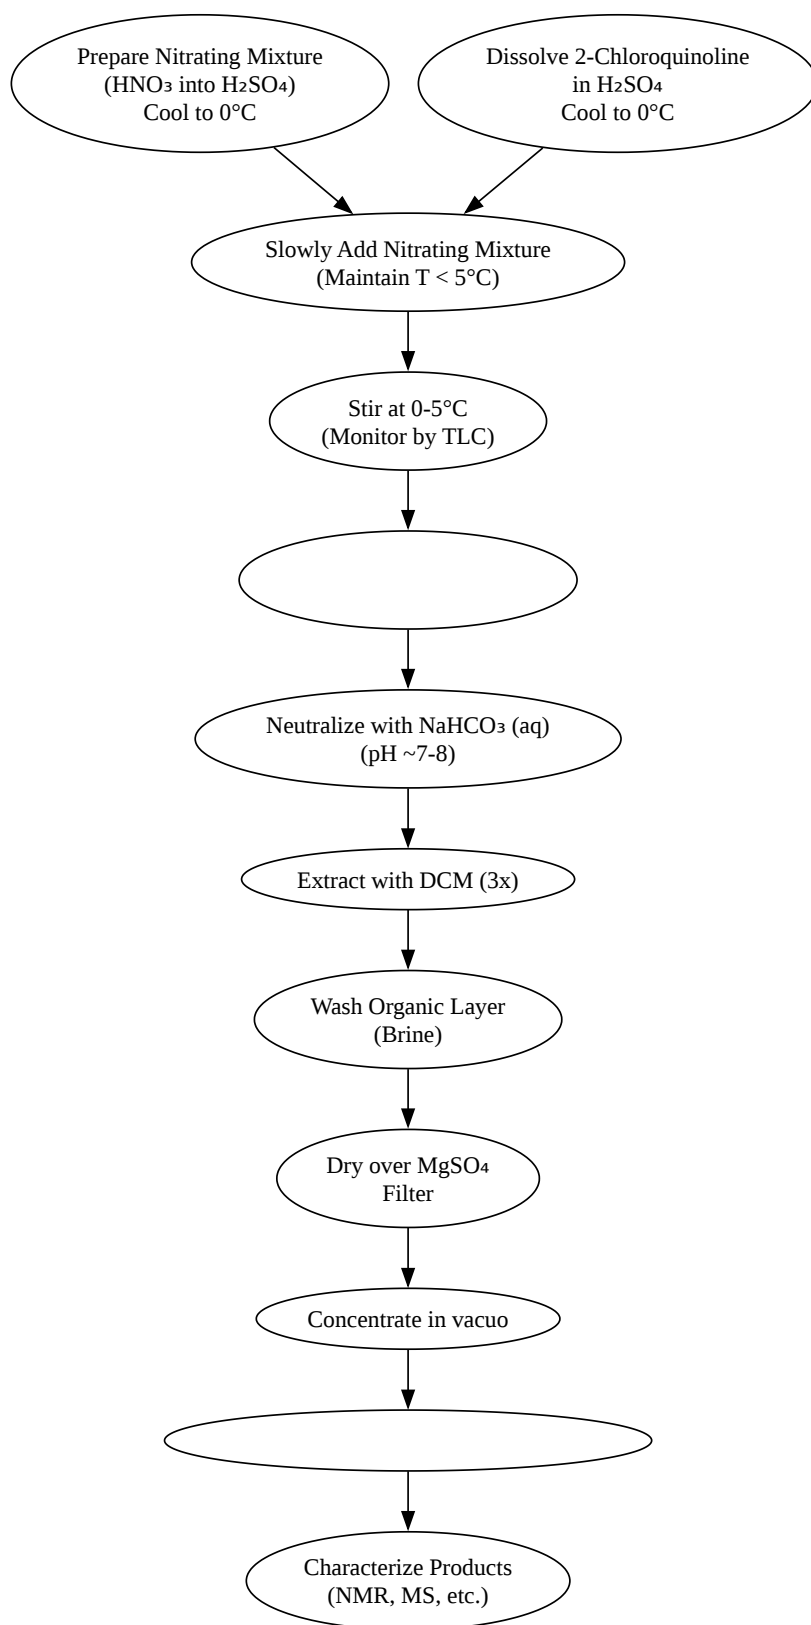 Prepare Nitrating Mixture
(HNO₃ into H₂SO₄)
Cool to 0°C
Dissolve 2-Chloroquinoline
in H₂SO₄
Cool to 0°C
Slowly Add Nitrating Mixture
(Maintain T < 5°C)
Stir at 0-5°C
(Monitor by TLC)
Neutralize with NaHCO₃ (aq)
(pH ~7-8)
Extract with DCM (3x)
Wash Organic Layer
(Brine)
Dry over MgSO₄
Filter
Concentrate in vacuo
Characterize Products
(NMR, MS, etc.)